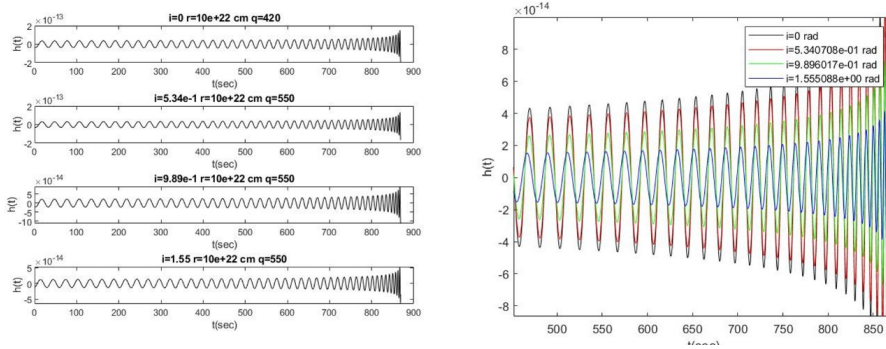 ×10⁻¹³
i=0 r=10e+22 cm q=420
h(t)
2
0
-2
0 100 200 300 400 500 600 700 800 900
t(sec)
×10⁻¹³
i=5.34e-1 r=10e+22 cm q=550
h(t)
2
0
-2
0 100 200 300 400 500 600 700 800 900
t(sec)
×10⁻¹⁴
i=9.89e-1 r=10e+22 cm q=550
h(t)
5
0
-5
-10
0 100 200 300 400 500 600 700 800 900
t(sec)
×10⁻¹⁴
i=1.55 r=10e+22 cm q=550
h(t)
5
0
-5
0 100 200 300 400 500 600 700 800 900
t(sec)
×10⁻¹⁴
i=0 rad
i=5.340708e-01 rad
i=9.896017e-01 rad
i=1.555088e+00 rad
h(t)
8
6
4
2
0
-2
-4
-6
-8
500 550 600 650 700 750 800 850
t(sec)